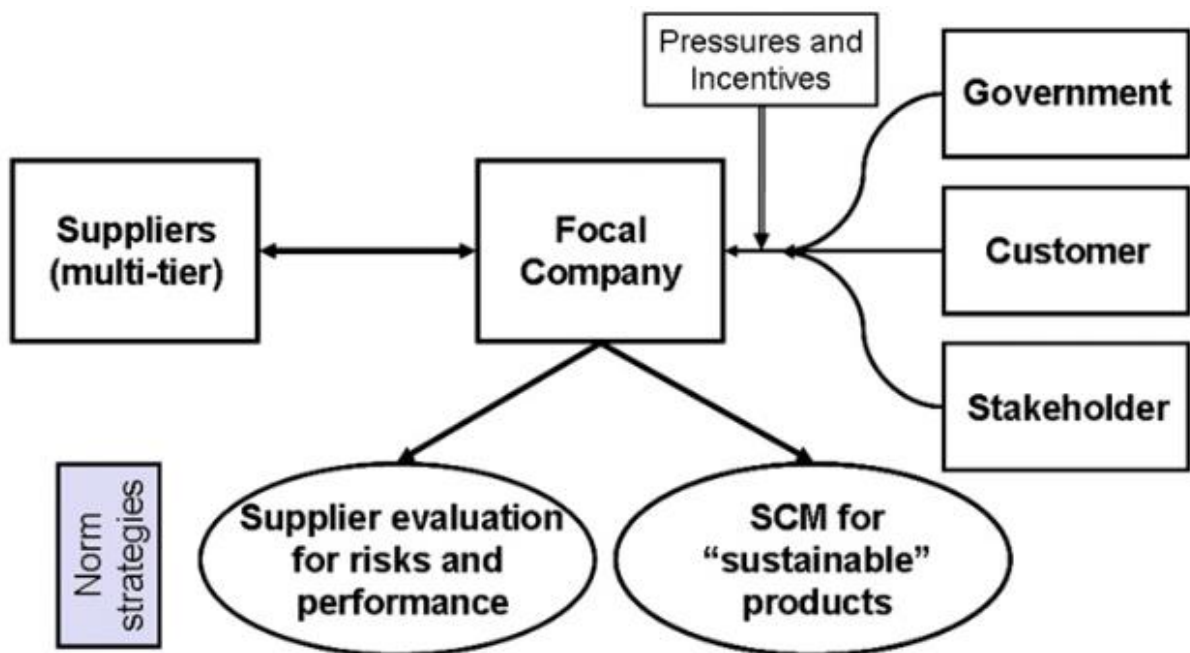 Pressures and
Incentives
Government
Suppliers
(multi-tier)
Focal
Company
Customer
Stakeholder
Norm
strategies
Supplier evaluation
for risks and
performance
SCM for
“sustainable”
products